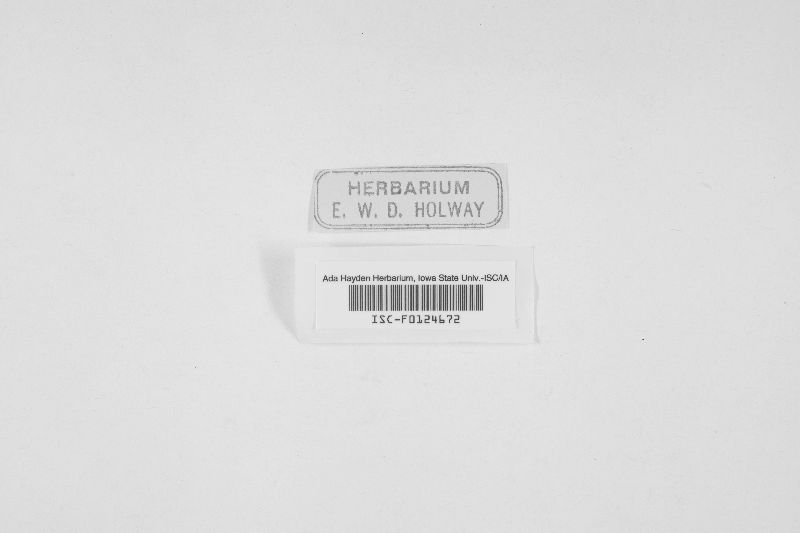 HERBARIUM
E. W. D. HOLWAY
Ada Hayden Herbarium, Iowa State Univ.-ISC/IA
ISC-F0124672